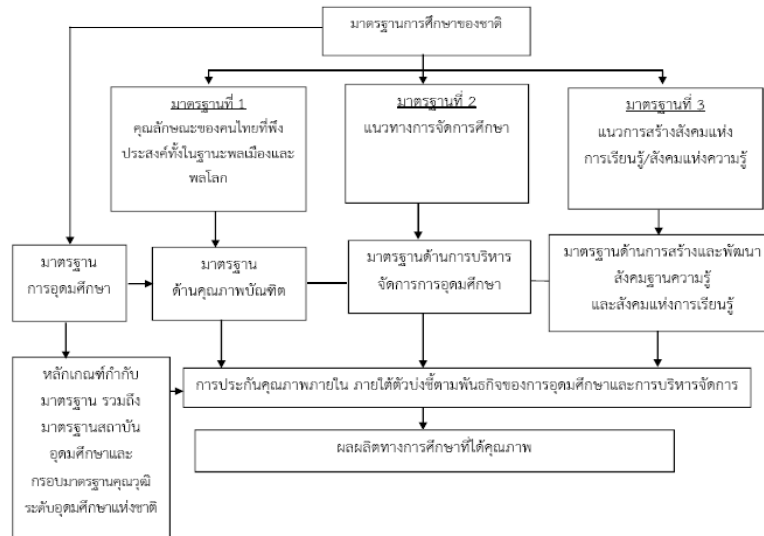 มาตรฐานการศึกษาของชาติ
มาตรฐานที่ 1
คุณลักษณะของคนไทยที่พึง
ประสงค์ทั้งในฐานะพลเมืองและ
พลโลก
มาตรฐานที่ 2
แนวทางการจัดการศึกษา
มาตรฐานที่ 3
แนวการสร้างสังคมแห่ง
การเรียนรู้/สังคมแห่งความรู้
มาตรฐาน
การอุดมศึกษา
มาตรฐาน
ด้านคุณภาพบัณฑิต
มาตรฐานด้านการบริหาร
จัดการการอุดมศึกษา
มาตรฐานด้านการสร้างและพัฒนา
สังคมฐานความรู้
และสังคมแห่งการเรียนรู้
หลักเกณฑ์กำกับ
มาตรฐาน รวมถึง
มาตรฐานสถาบัน
อุดมศึกษาและ
กรอบมาตรฐานคุณวุฒิ
ระดับอุดมศึกษาแห่งชาติ
การประกันคุณภาพภายใน ภายใต้ตัวบ่งชี้ตามพันธกิจของการอุดมศึกษาและการบริหารจัดการ
ผลผลิตทางการศึกษาที่ได้คุณภาพ